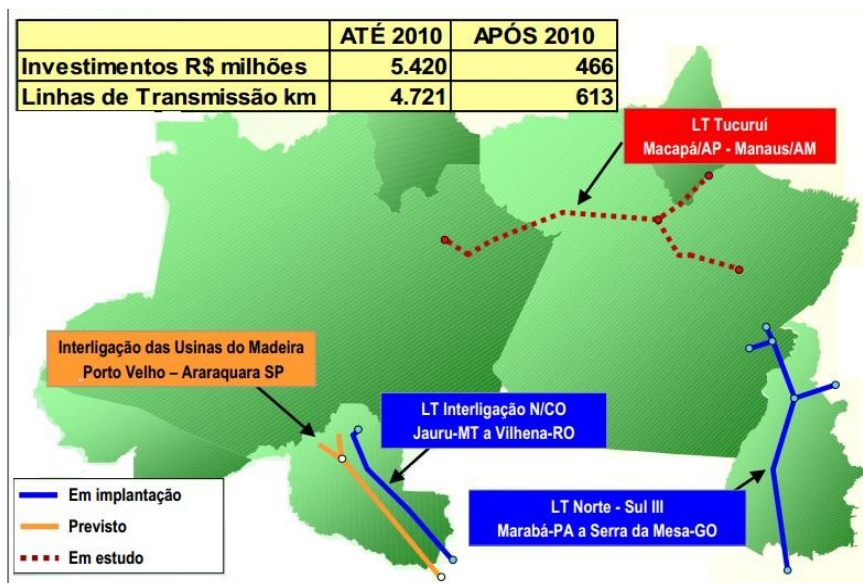 ATÉ 2010 APÓS 2010
Investimentos R$ milhões 5.420 466
Linhas de Transmissão km 4.721 613
LT Tucuruí
Macapá/AP - Manaus/AM
Interligação das Usinas do Madeira
Porto Velho – Araraquara SP
LT Interligação N/CO
Jauru-MT a Vilhena-RO
LT Norte - Sul III
Marabá-PA a Serra da Mesa-GO
Em implantação
Previsto
Em estudo